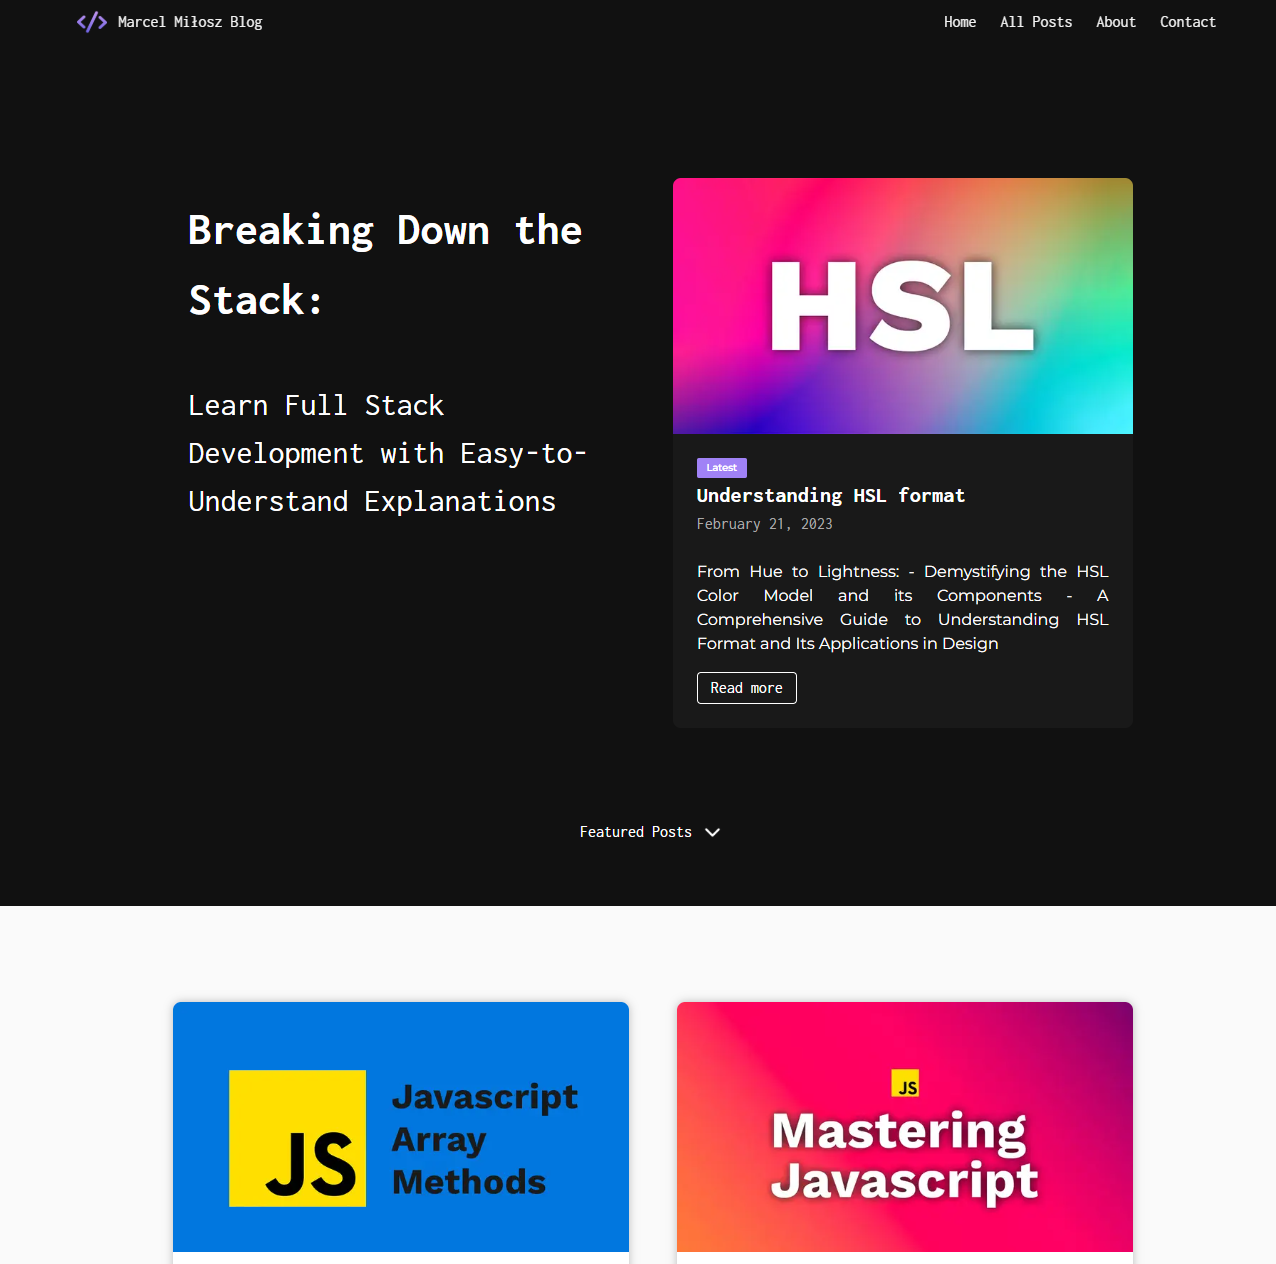 </> Marcel Miłosz Blog
Home All Posts About Contact
Breaking Down the
Stack:
Learn Full Stack
Development with Easy-to-
Understand Explanations
HSL
Latest
Understanding HSL format
February 21, 2023
From Hue to Lightness: - Demystifying the HSL
Color Model and its Components - A
Comprehensive Guide to Understanding HSL
Format and Its Applications in Design
Read more
Featured Posts
JS
Javascript
Array
Methods
JS
Mastering
Javascript